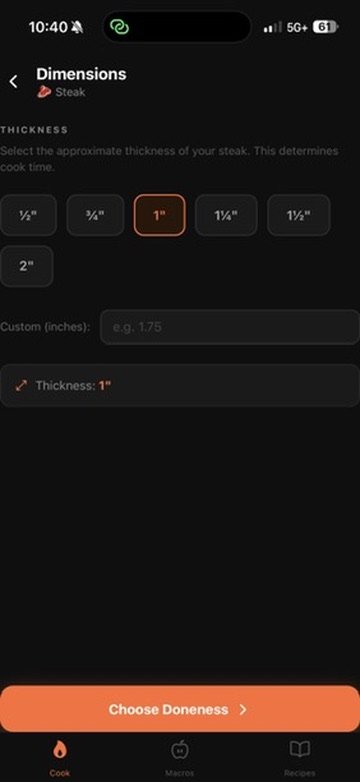 10:40
5G+ 61
Dimensions
Steak
THICKNESS
Select the approximate thickness of your steak. This determines
cook time.
½" ¾" 1" 1¼" 1½"
2"
Custom (inches): e.g. 1.75
Thickness: 1"
Choose Doneness
Cook Macros Recipes